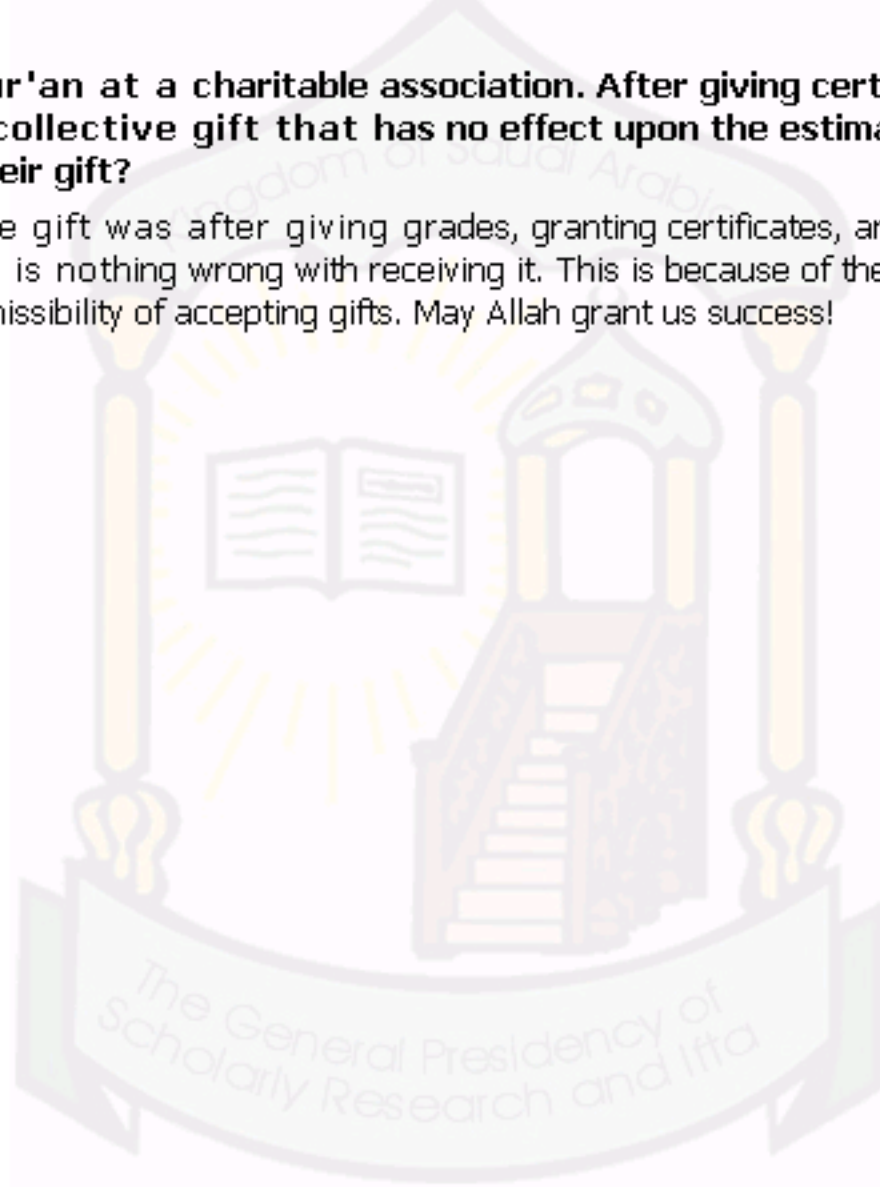 ur'an at a charitable association. After giving cert
collective gift that has no effect upon the estima
eir gift?
e gift was after giving grades, granting certificates, ar
is nothing wrong with receiving it. This is because of the
nissibility of accepting gifts. May Allah grant us success!
Kingdom of Saudi Arabia
The General Presidency of
Scholarly Research and Ifta